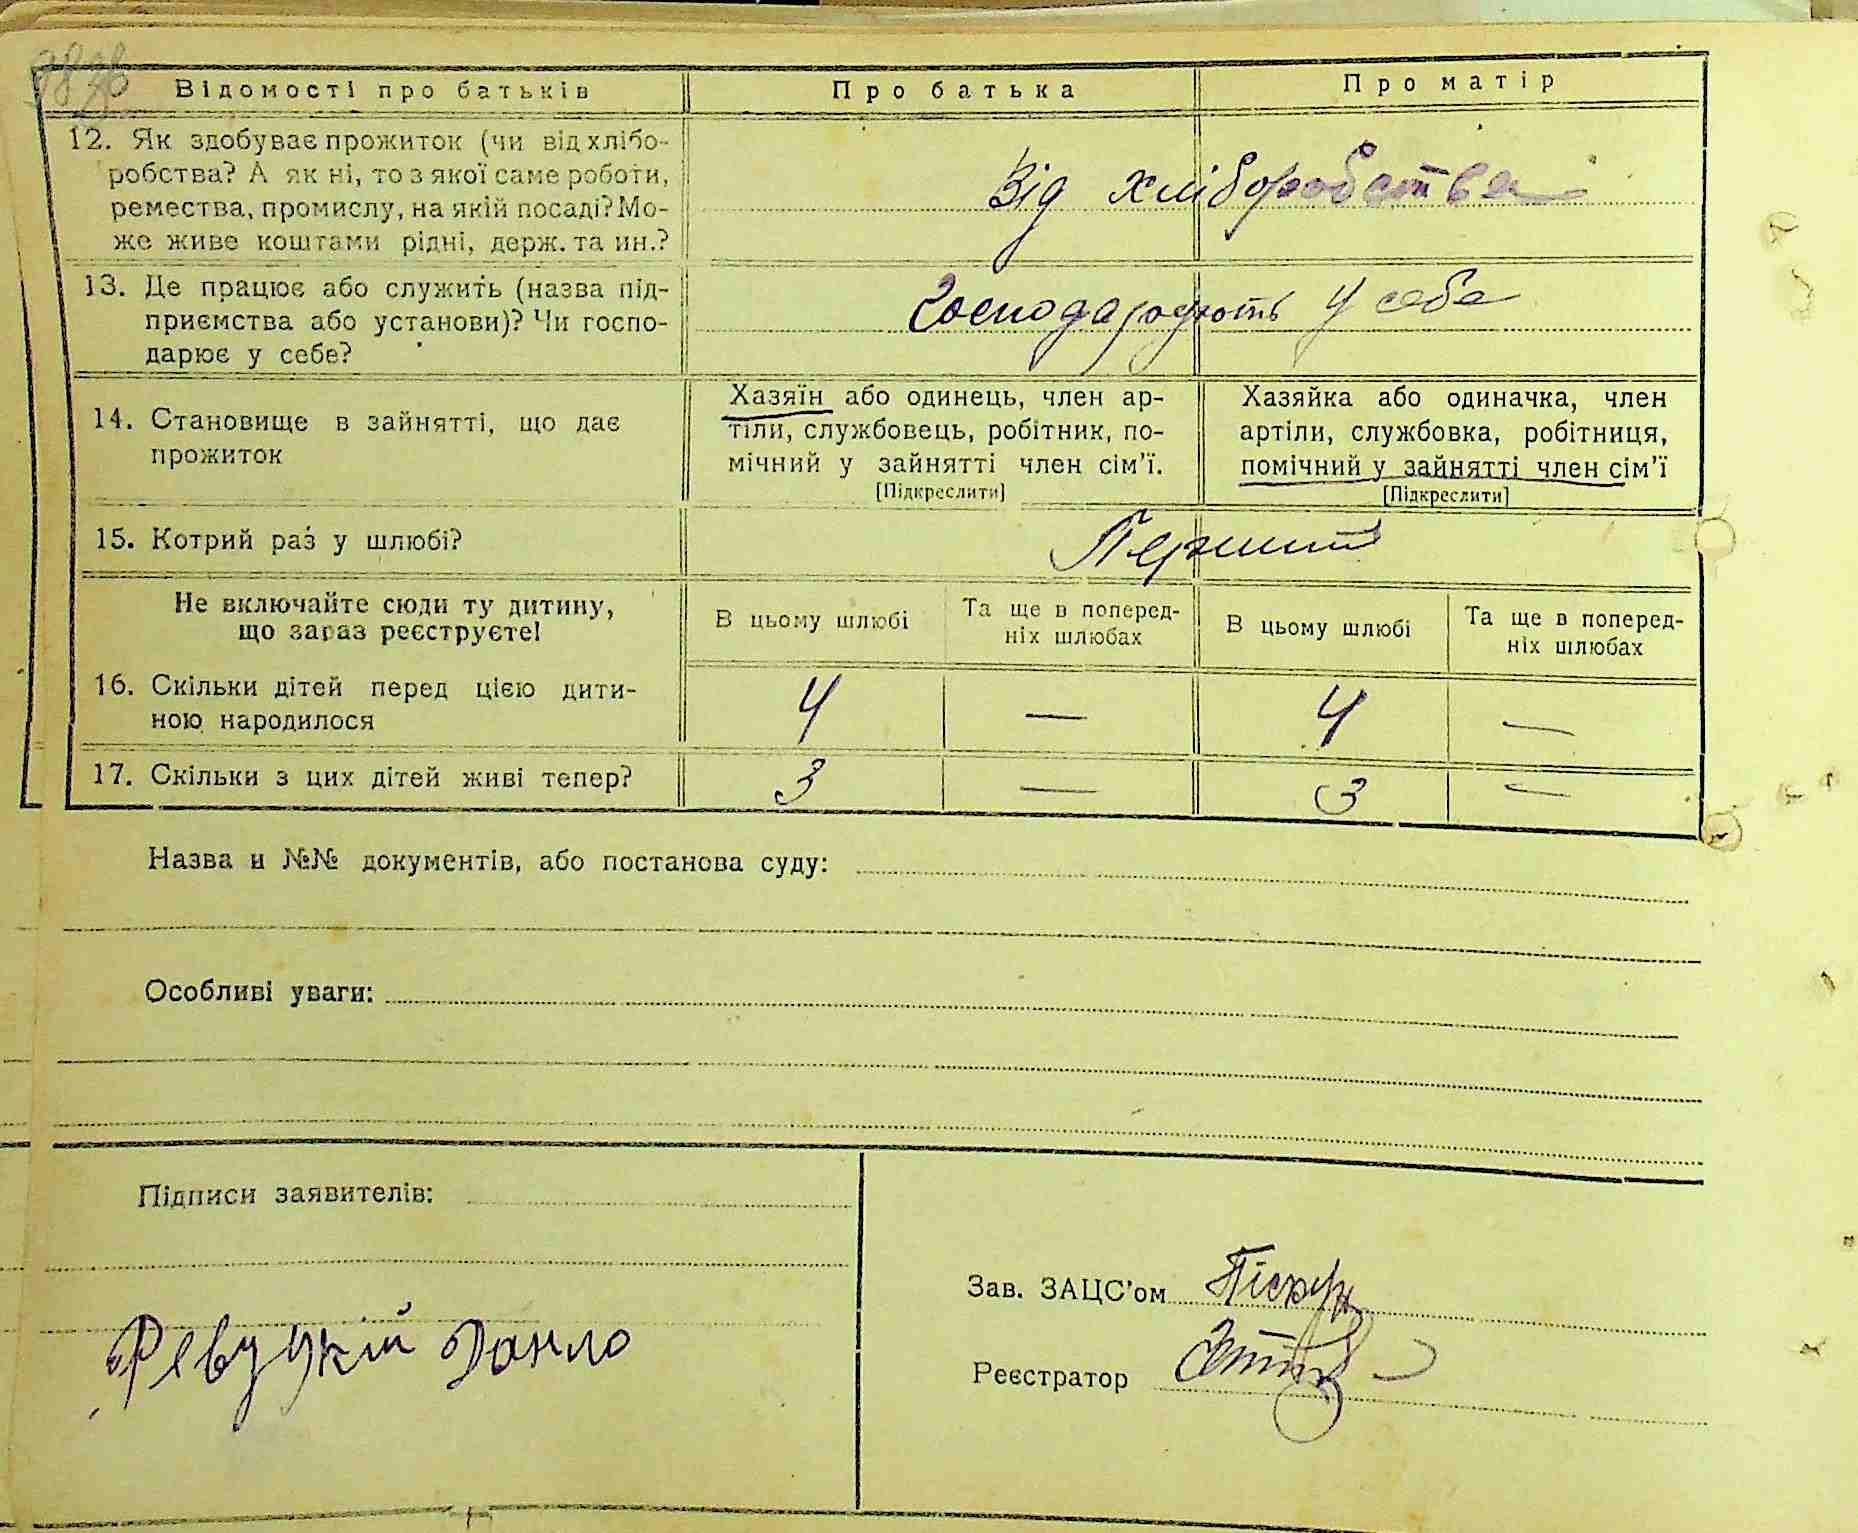 Відомості про батьків
Про батька
Про матір
12. Як здобуває прожиток (чи від хлібо-
робства? А як ні, то з якої саме роботи,
ремества, промислу, на якій посаді? Мо-
же живе коштами рідні, держ. та ин.?
Від хліборобства
13. Де працює або служить (назва під-
приємства або установи)? Чи госпо-
дарює у себе?
Господарюють у себе
14. Становище в зайнятті, що дає
прожиток
Хазяїн або одинець, член ар-
тіли, службовець, робітник, по-
мічний у зайнятті член сім'ї.
[Підкреслити]
Хазяйка або одиначка, член
артіли, службовка, робітниця,
помічний у зайнятті член сім'ї
[Підкреслити]
15. Котрий раз у шлюбі?
Не включайте сюди ту дитину,
що зараз реєструєте!
В цьому шлюбі
Та ще в поперед-
ніх шлюбах
В цьому шлюбі
Та ще в поперед-
ніх шлюбах
16. Скільки дітей перед цією дити-
ною народилося
4 — 4 —
17. Скільки з цих дітей живі тепер?
3 — 3 —
Назва и №№ документів, або постанова суду:
Особливі уваги:
Підписи заявителів:
Ревуцкій Данло
Зав. ЗАЦС'ом Піскун
Реєстратор